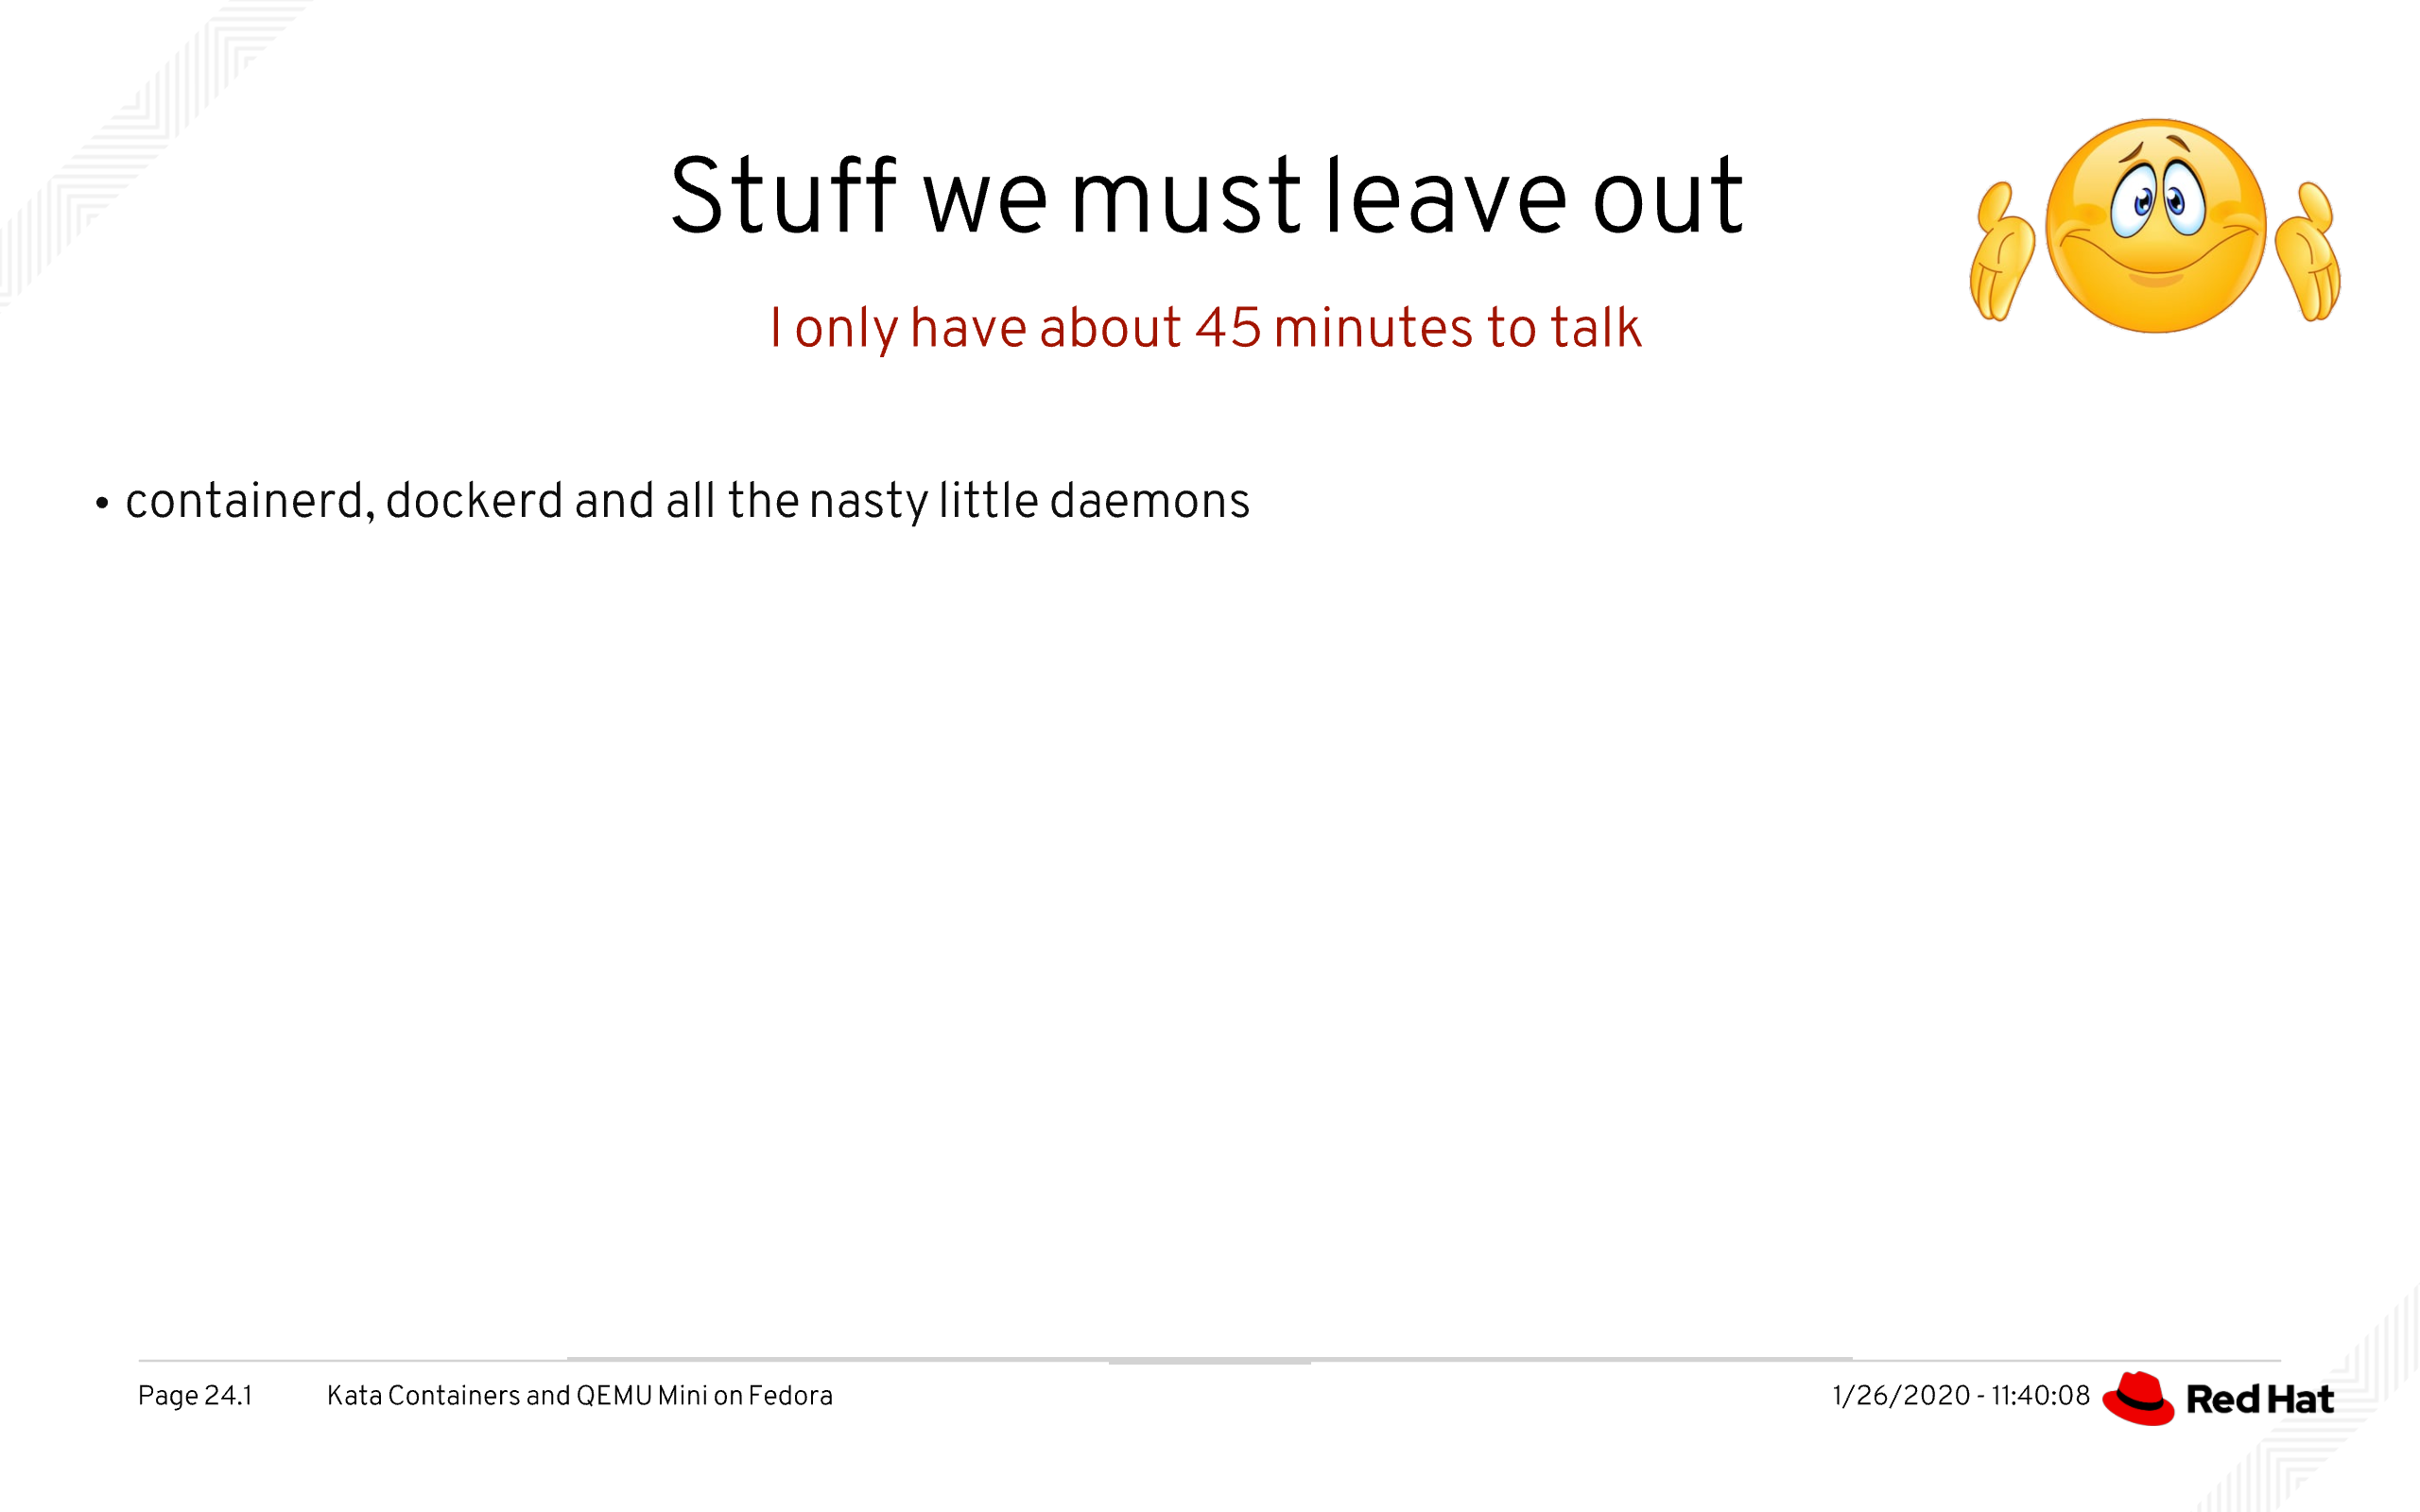 Stuff we must leave out
I only have about 45 minutes to talk
• containerd, dockerd and all the nasty little daemons
Page 24.1 Kata Containers and QEMU Mini on Fedora 1/26/2020 - 11:40:08 Red Hat